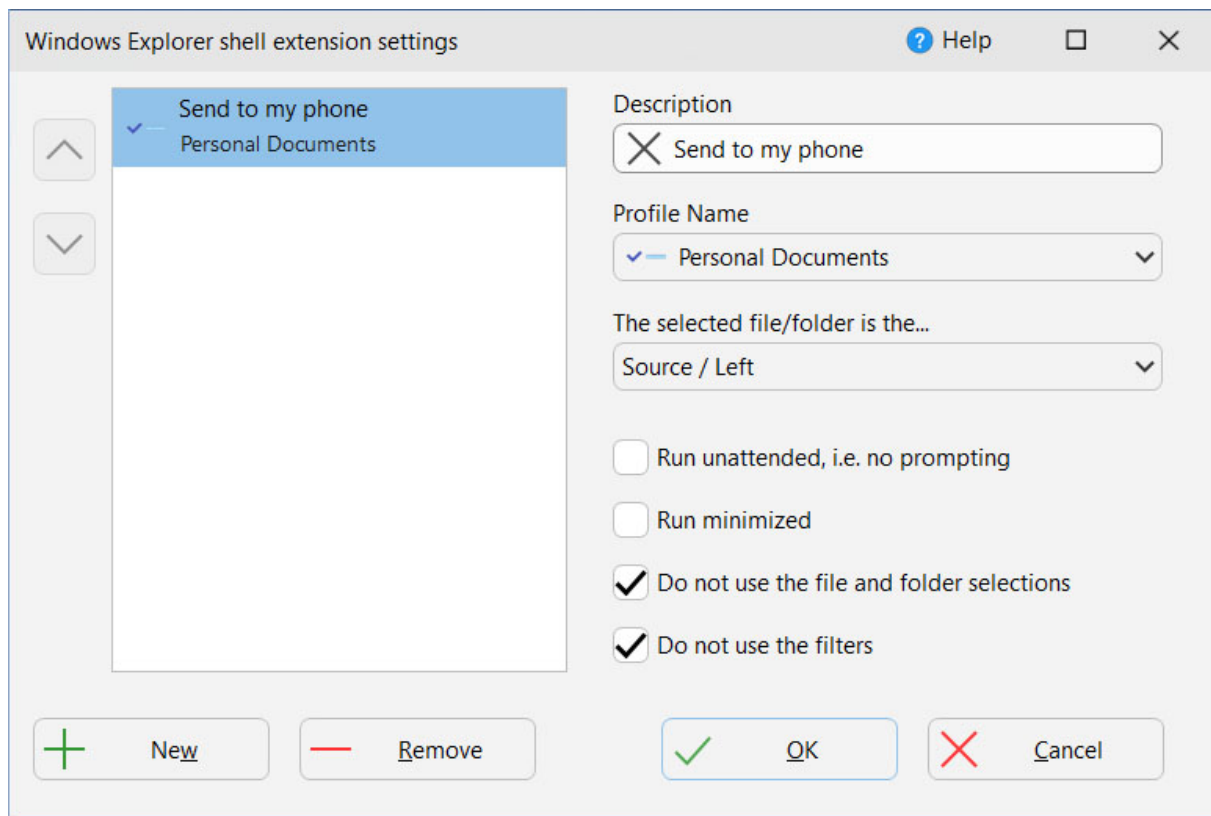 Windows Explorer shell extension settings
? Help
Send to my phone
Personal Documents
Description
Send to my phone
Profile Name
Personal Documents
The selected file/folder is the...
Source / Left
Run unattended, i.e. no prompting
Run minimized
Do not use the file and folder selections
Do not use the filters
New
Remove
OK
Cancel